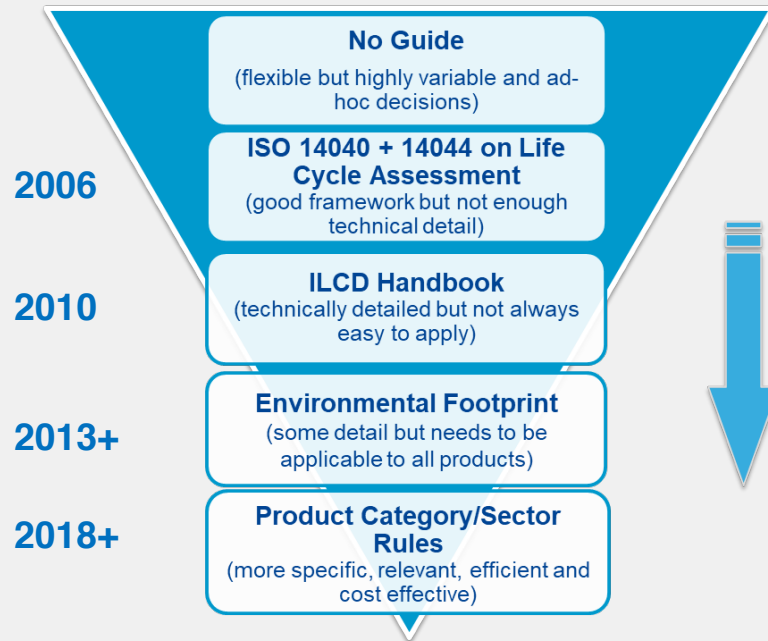 No Guide
(flexible but highly variable and ad-
hoc decisions)
2006
ISO 14040 + 14044 on Life
Cycle Assessment
(good framework but not enough
technical detail)
2010
ILCD Handbook
(technically detailed but not always
easy to apply)
2013+
Environmental Footprint
(some detail but needs to be
applicable to all products)
2018+
Product Category/Sector
Rules
(more specific, relevant, efficient and
cost effective)